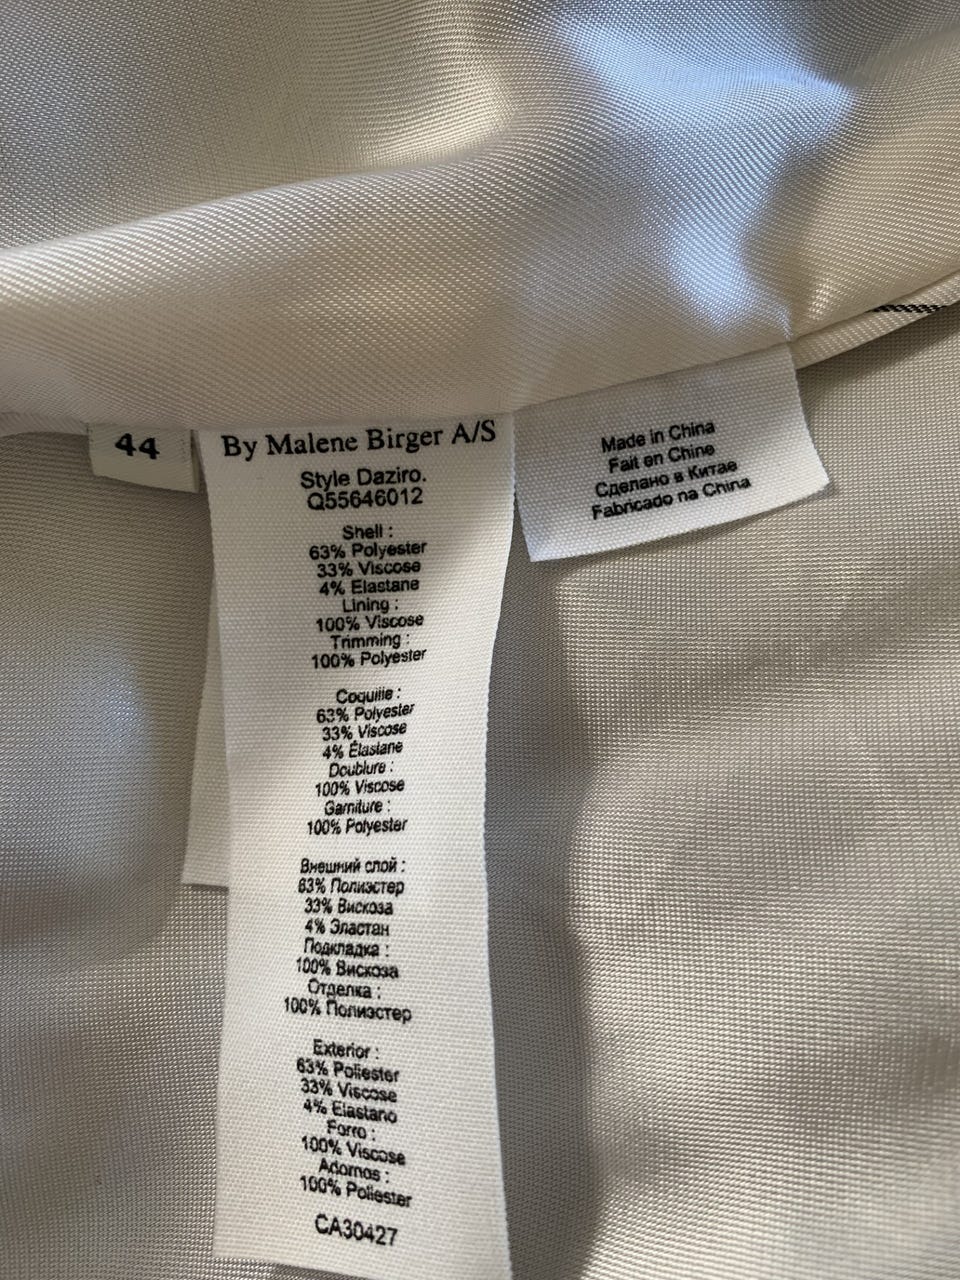 44
By Malene Birger A/S
Style Daziro.
Q55646012
Shell :
63% Polyester
33% Viscose
4% Elastane
Lining :
100% Viscose
Trimming :
100% Polyester
Coquille :
63% Polyester
33% Viscose
4% Élastane
Doublure :
100% Viscose
Garniture :
100% Polyester
Внешний слой :
63% Полиэстер
33% Вискоза
4% Эластан
Подкладка :
100% Вискоза
Отделка :
100% Полиэстер
Exterior :
63% Poliester
33% Viscose
4% Elastano
Forro :
100% Viscose
Adornos :
100% Poliester
CA30427
Made in China
Fait en Chine
Сделано в Китае
Fabricado na China